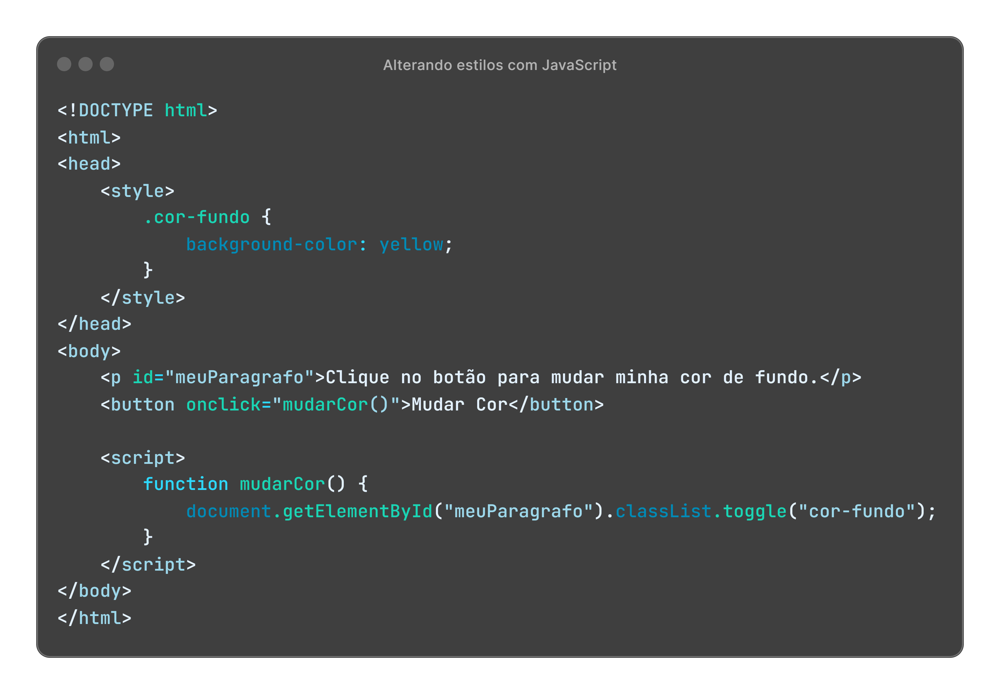 Alterando estilos com JavaScript
<!DOCTYPE html>
<html>
<head>
    <style>
        .cor-fundo {
            background-color: yellow;
        }
    </style>
</head>
<body>
    <p id="meuParagrafo">Clique no botão para mudar minha cor de fundo.</p>
    <button onclick="mudarCor()">Mudar Cor</button>

    <script>
        function mudarCor() {
            document.getElementById("meuParagrafo").classList.toggle("cor-fundo");
        }
    </script>
</body>
</html>